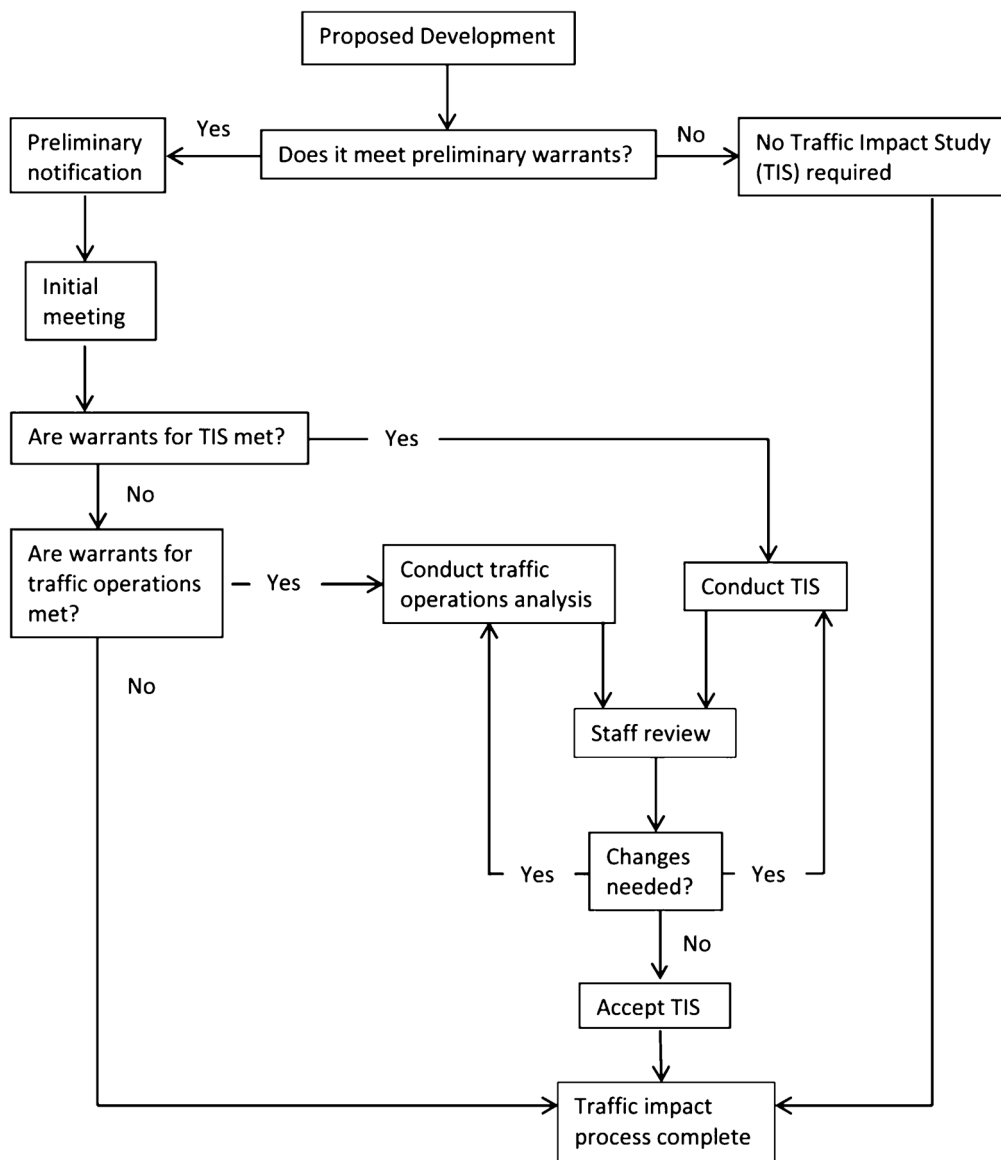 Proposed Development
Yes
No
Preliminary
notification
Does it meet preliminary warrants?
No Traffic Impact Study
(TIS) required
Initial
meeting
Are warrants for TIS met?
Yes
No
Are warrants for
traffic operations
met?
Yes
Conduct traffic
operations analysis
Conduct TIS
No
Staff review
Yes
Changes
needed?
Yes
No
Accept TIS
Traffic impact
process complete